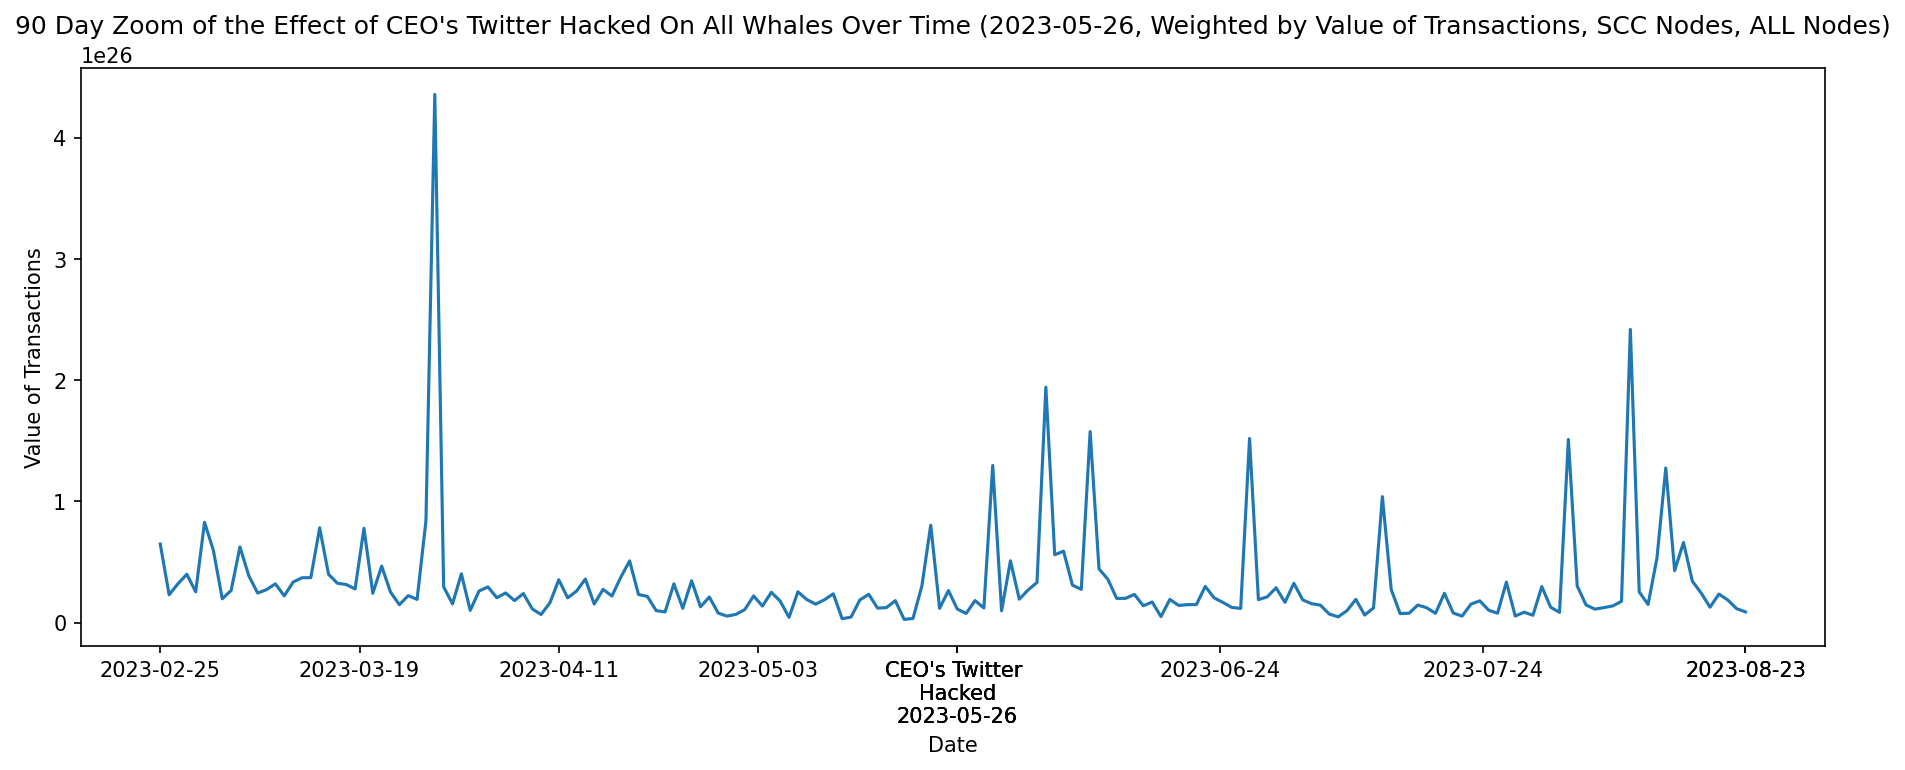 90 Day Zoom of the Effect of CEO's Twitter Hacked On All Whales Over Time (2023-05-26, Weighted by Value of Transactions, SCC Nodes, ALL Nodes)
1e26
4
3
2
1
0
Value of Transactions
2023-02-25 2023-03-19 2023-04-11 2023-05-03 CEO's Twitter 2023-06-24 2023-07-24 2023-08-23
Hacked
2023-05-26
Date